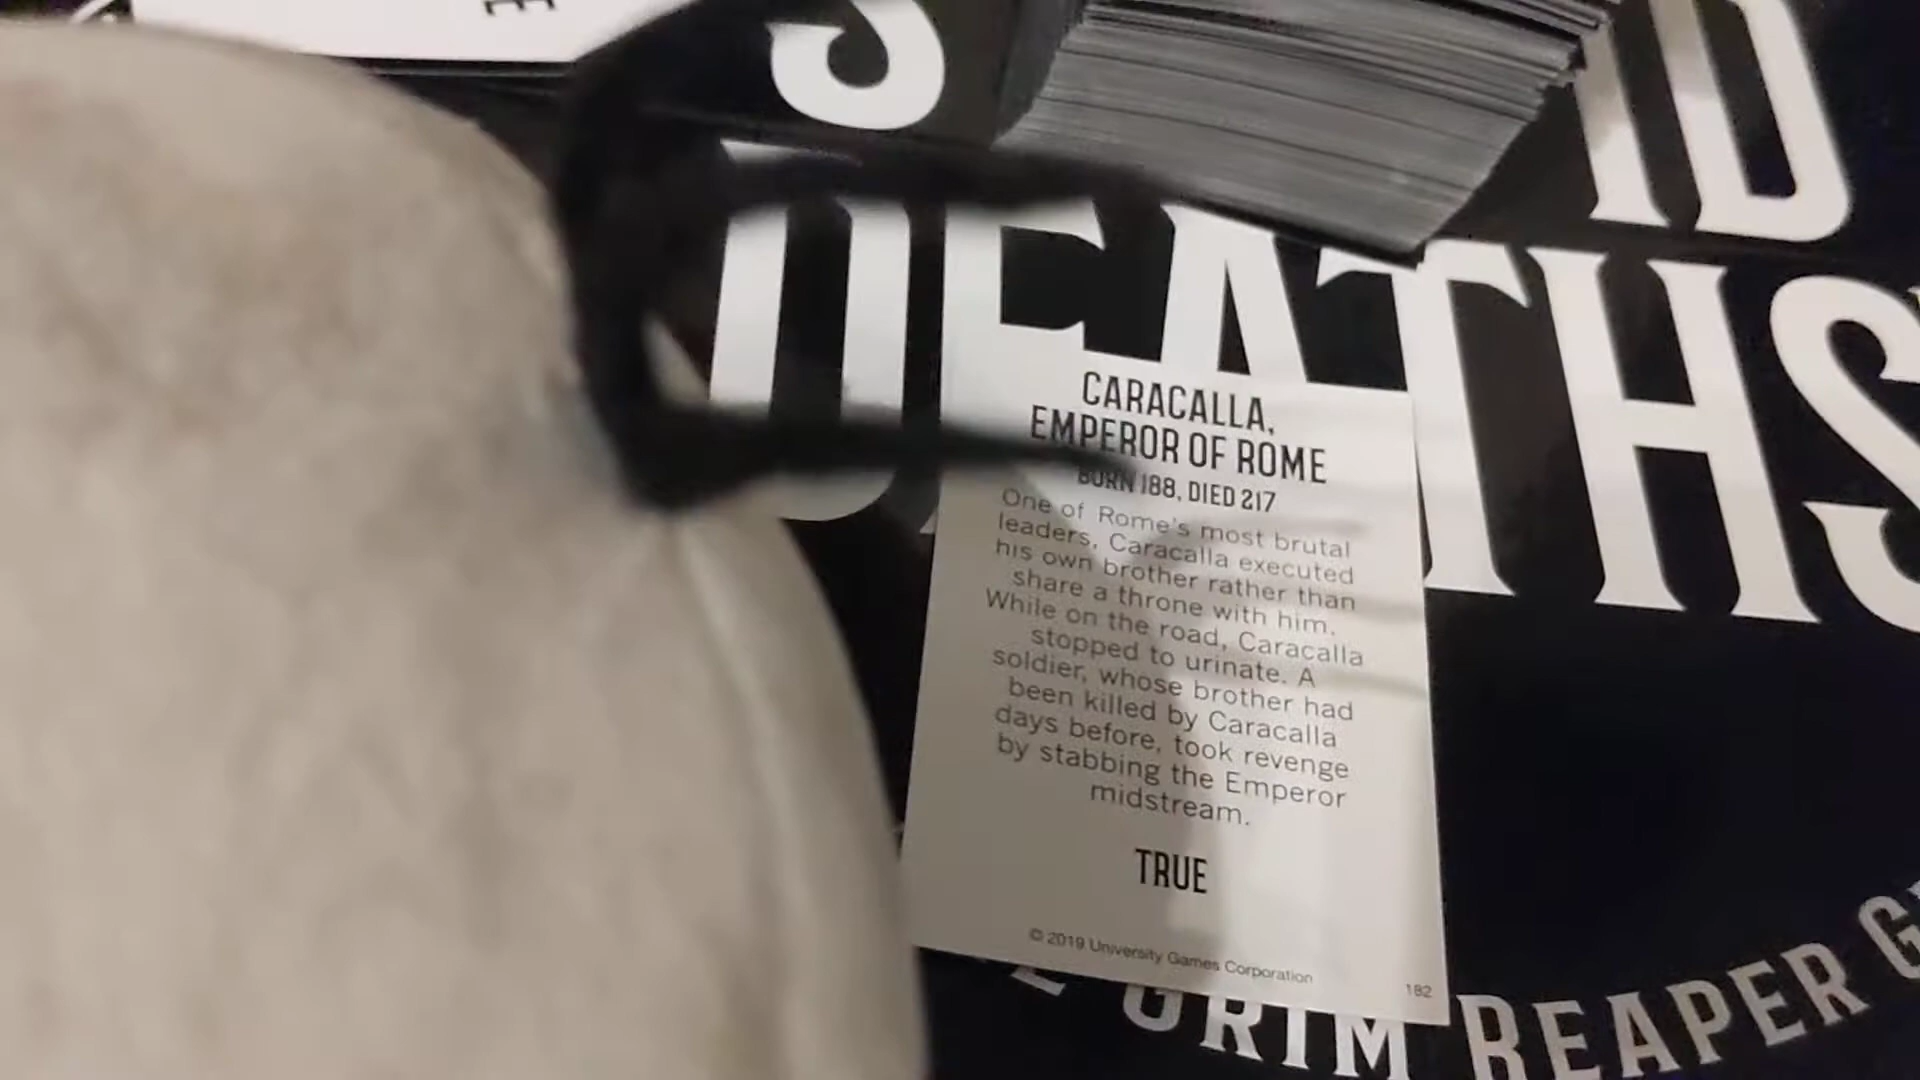 E
S
ID
DEATHS
CARACALLA,
EMPEROR OF ROME
BORN 188, DIED 217
One of Rome's most brutal
leaders, Caracalla executed
his own brother rather than
share a throne with him.
While on the road, Caracalla
stopped to urinate. A
soldier, whose brother had
been killed by Caracalla
days before, took revenge
by stabbing the Emperor
midstream.
TRUE
© 2019 University Games Corporation
182
GRIM REAPER G